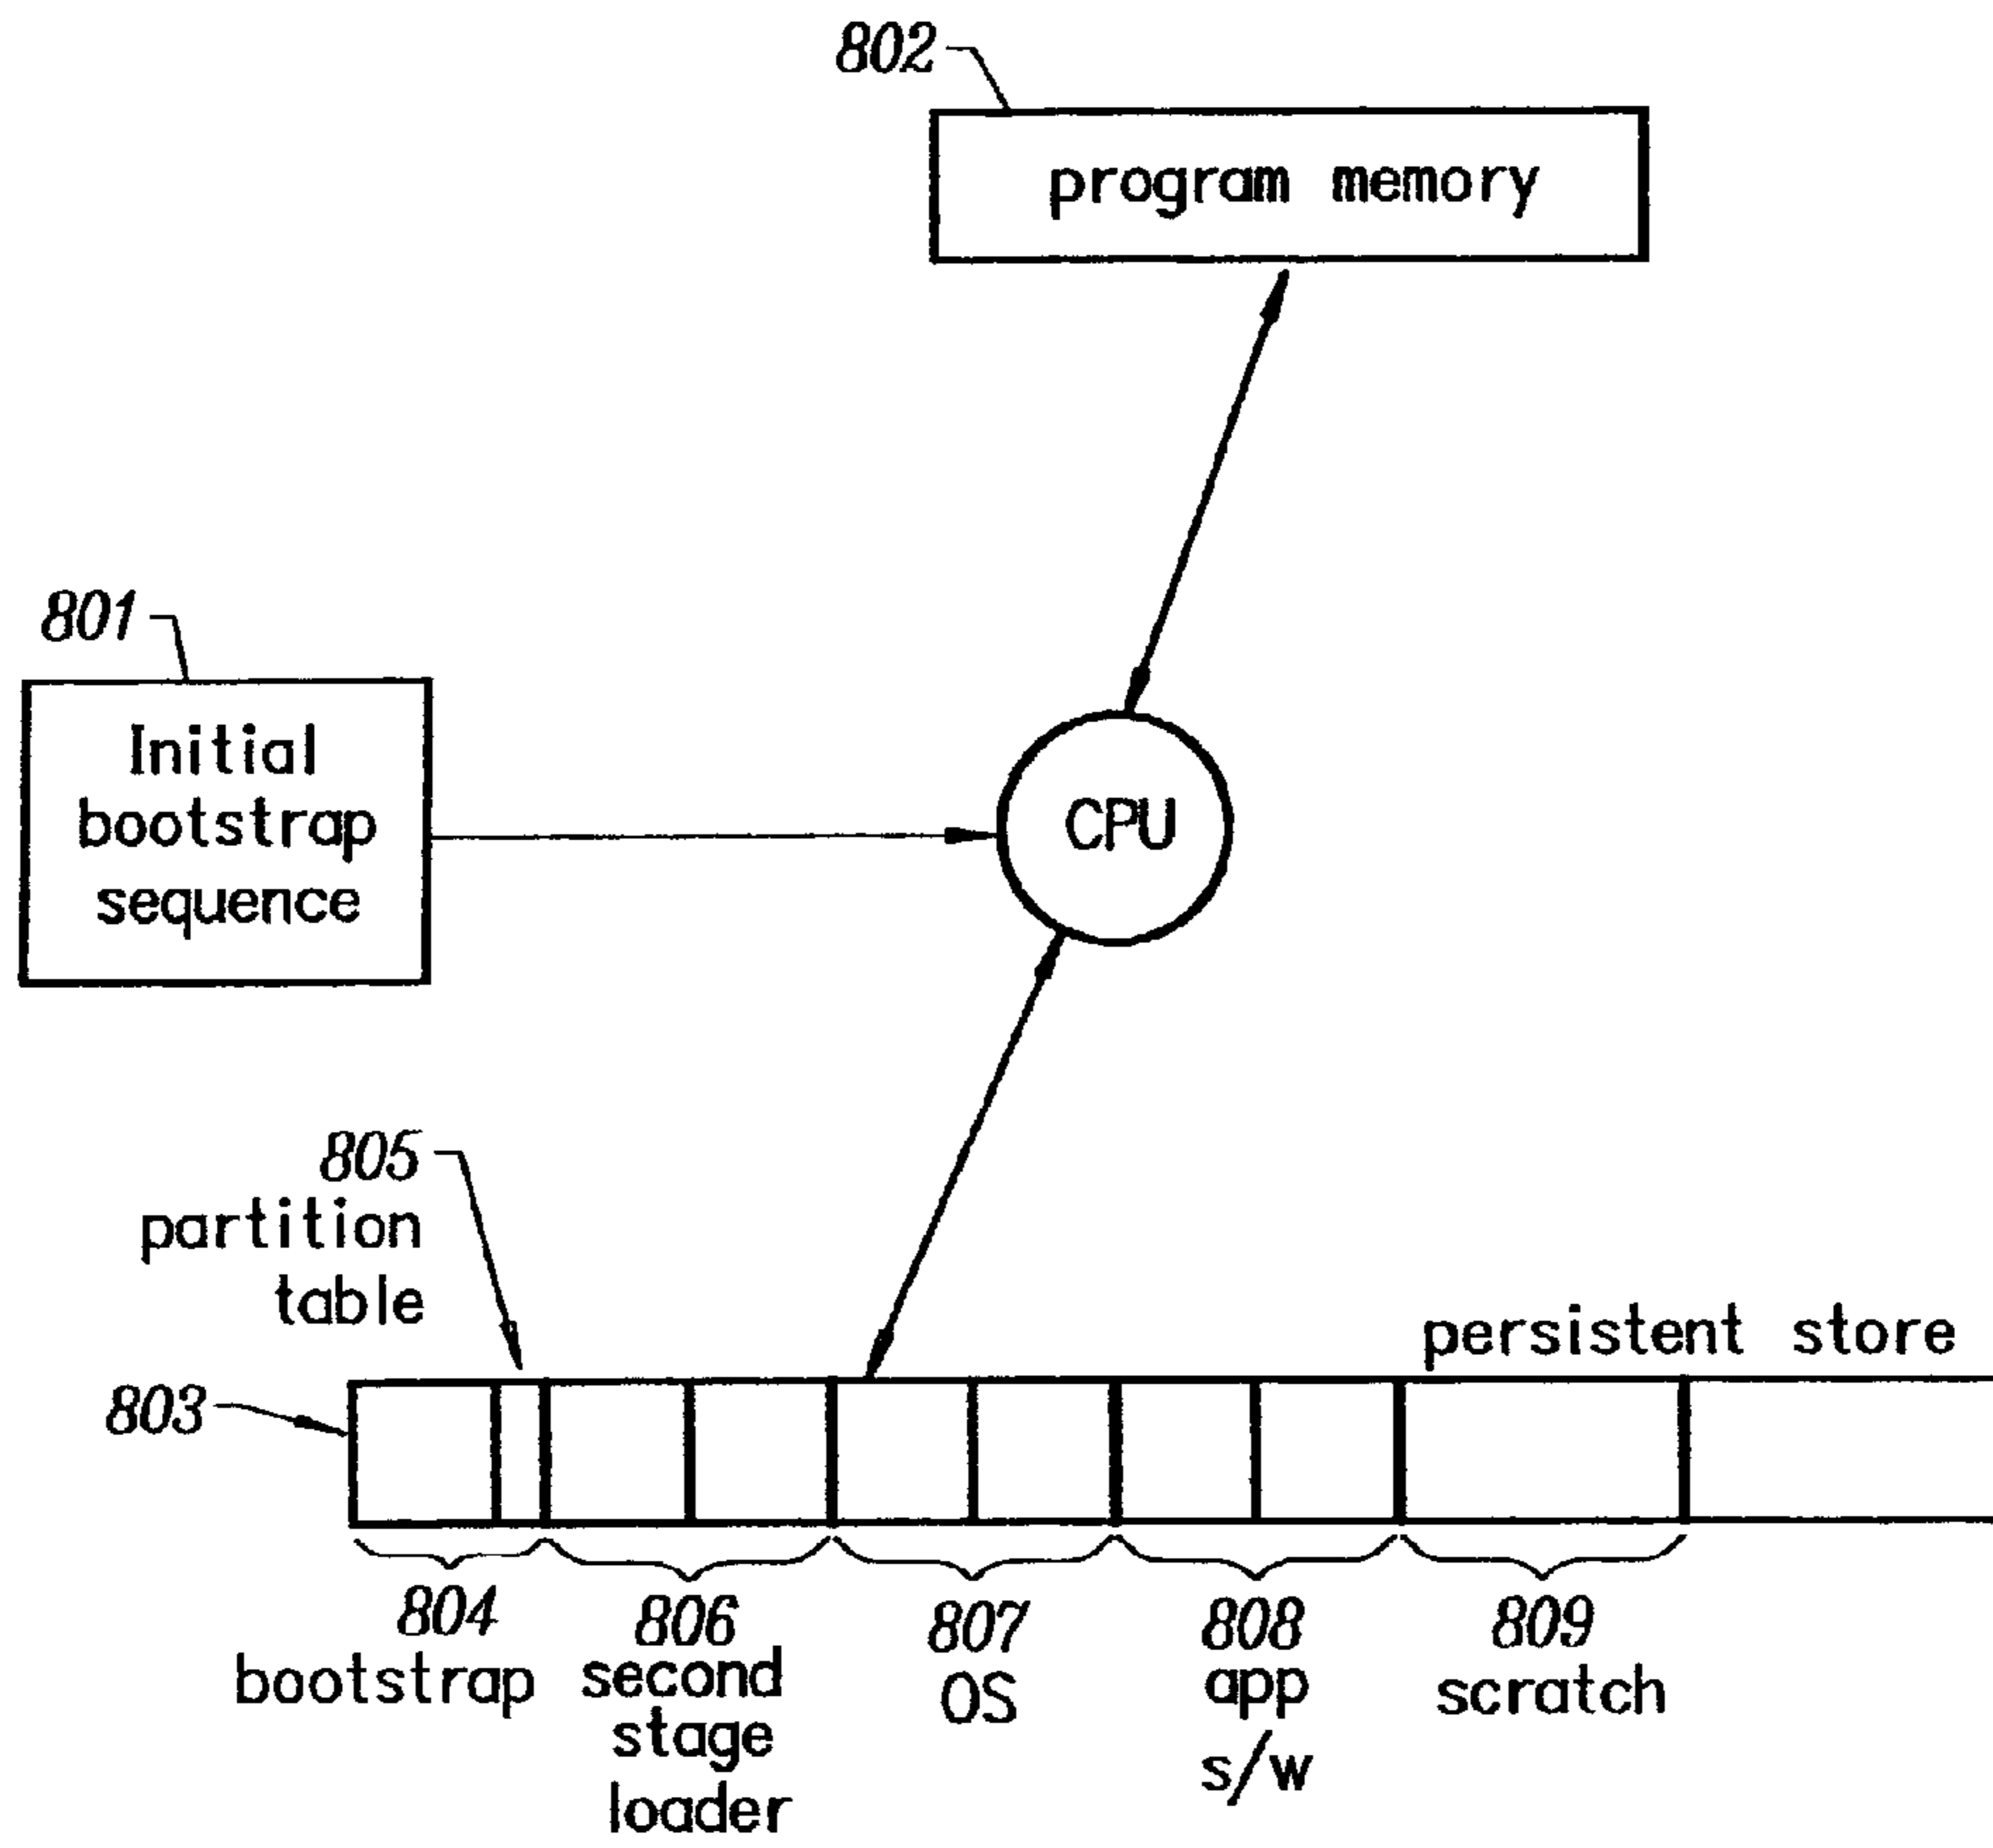 802
program memory
801
Initial
bootstrap
sequence
CPU
805
partition
table
persistent store
803
804
bootstrap
806
second
stage
loader
807
OS
808
app
s/w
809
scratch